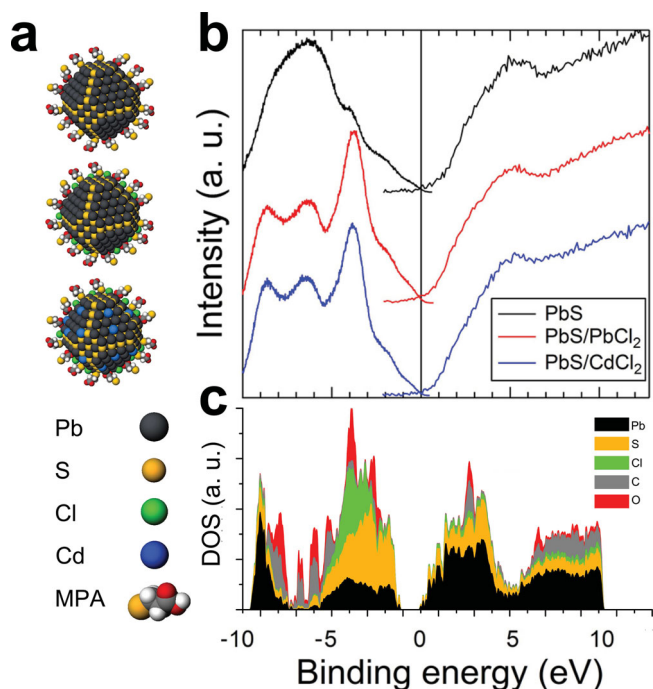 a
Pb
S
Cl
Cd
MPA
b
Intensity (a. u.)
PbS
PbS/PbCl₂
PbS/CdCl₂
c
DOS (a. u.)
Pb
S
Cl
C
O
-10 -5 0 5 10
Binding energy (eV)